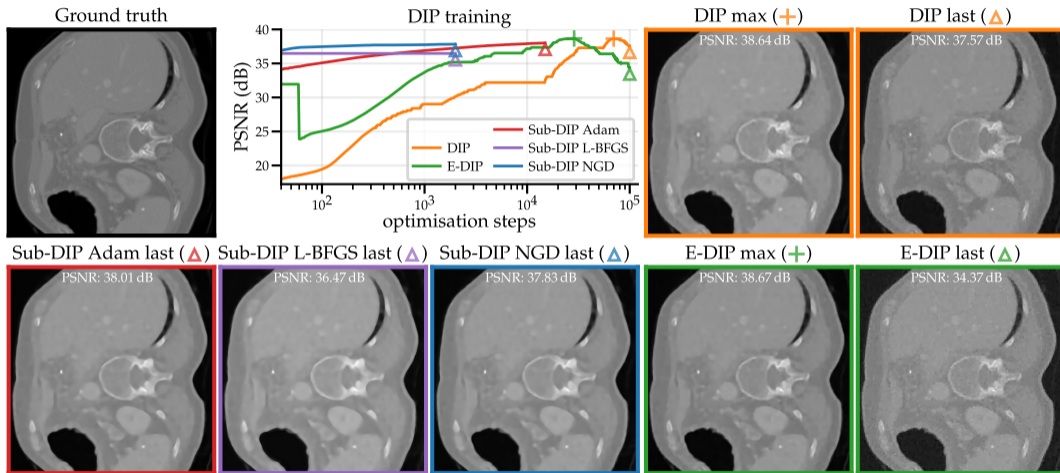 Ground truth
DIP training
DIP max (+)
DIP last (△)
PSNR: 38.64 dB
PSNR: 37.57 dB
PSNR (dB)
40
35
30
25
20
10²
10³
10⁴
10⁵
optimisation steps
DIP
E-DIP
Sub-DIP Adam
Sub-DIP L-BFGS
Sub-DIP NGD
Sub-DIP Adam last (△)
Sub-DIP L-BFGS last (△)
Sub-DIP NGD last (△)
E-DIP max (+)
E-DIP last (△)
PSNR: 38.01 dB
PSNR: 36.47 dB
PSNR: 37.83 dB
PSNR: 38.67 dB
PSNR: 34.37 dB